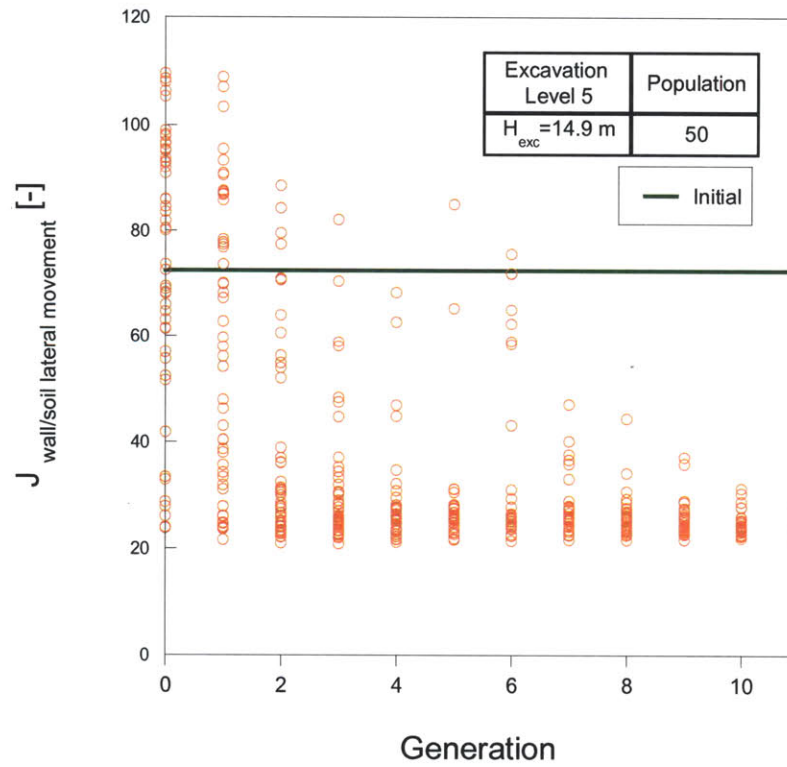 120
100
80
60
40
20
0
J wall/soil lateral movement [-]
Excavation
Level 5
Population
H exc =14.9 m
50
Initial
0 2 4 6 8 10
Generation